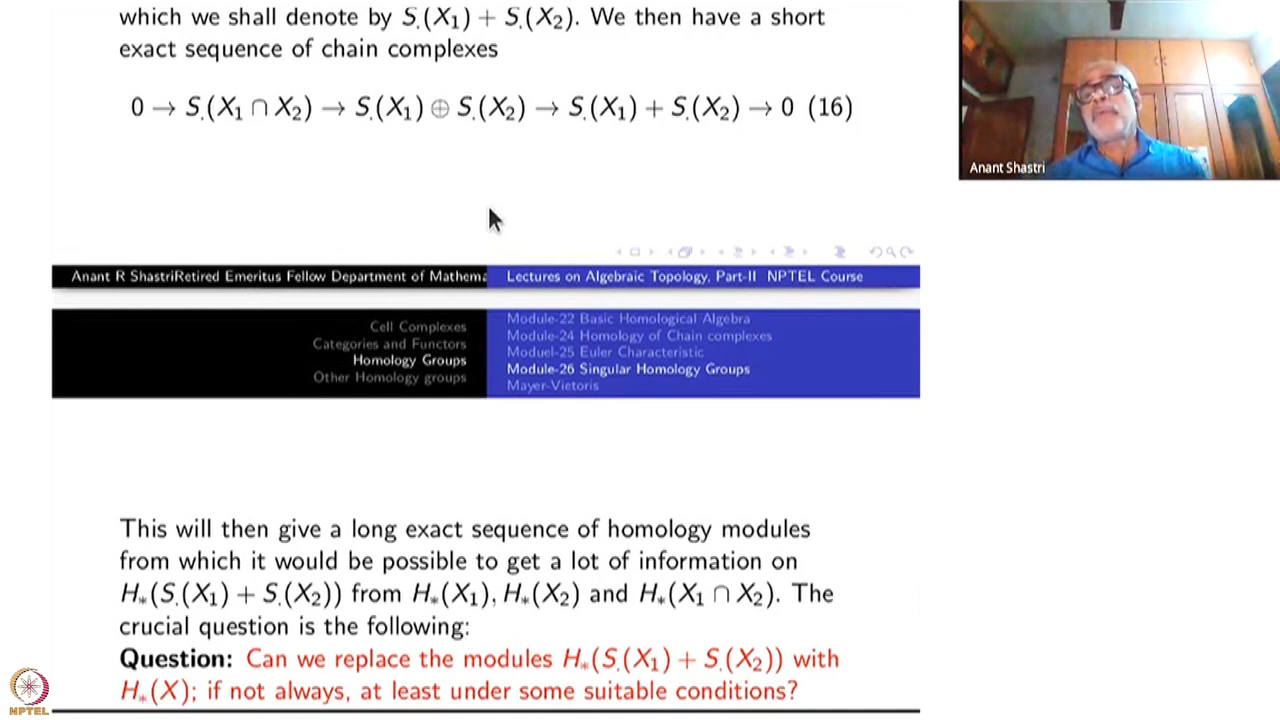 which we shall denote by S.(X₁) + S.(X₂). We then have a short
exact sequence of chain complexes
0 → S.(X₁ ∩ X₂) → S.(X₁) ⊕ S.(X₂) → S.(X₁) + S.(X₂) → 0 (16)
Anant Shastri
Anant R ShastriRetired Emeritus Fellow Department of Mathema
Lectures on Algebraic Topology, Part-II NPTEL Course
Cell Complexes
Categories and Functors
Homology Groups
Other Homology groups
Module-22 Basic Homological Algebra
Module-24 Homology of Chain complexes
Moduel-25 Euler Characteristic
Module-26 Singular Homology Groups
Mayer-Vietoris
This will then give a long exact sequence of homology modules
from which it would be possible to get a lot of information on
H∗(S.(X₁) + S.(X₂)) from H∗(X₁), H∗(X₂) and H∗(X₁ ∩ X₂). The
crucial question is the following:
Question: Can we replace the modules H∗(S.(X₁) + S.(X₂)) with
H∗(X); if not always, at least under some suitable conditions?
NPTEL